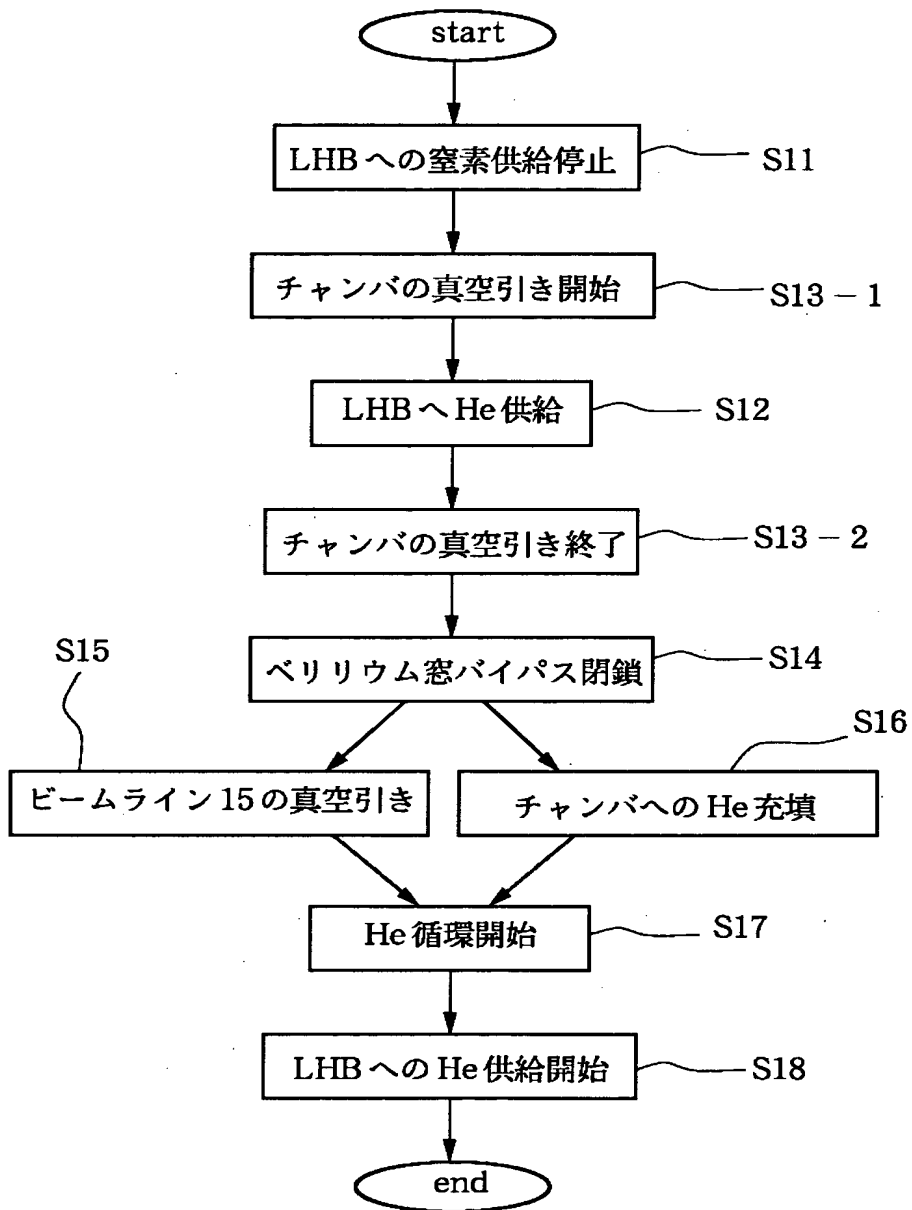 start
LHBへの窒素供給停止
S11
チャンバの真空引き開始
S13-1
LHBへHe供給
S12
チャンバの真空引き終了
S13-2
ベリリウム窓バイパス閉鎖
S14
S15
S16
ビームライン15の真空引き
チャンバへのHe充填
He循環開始
S17
LHBへのHe供給開始
S18
end